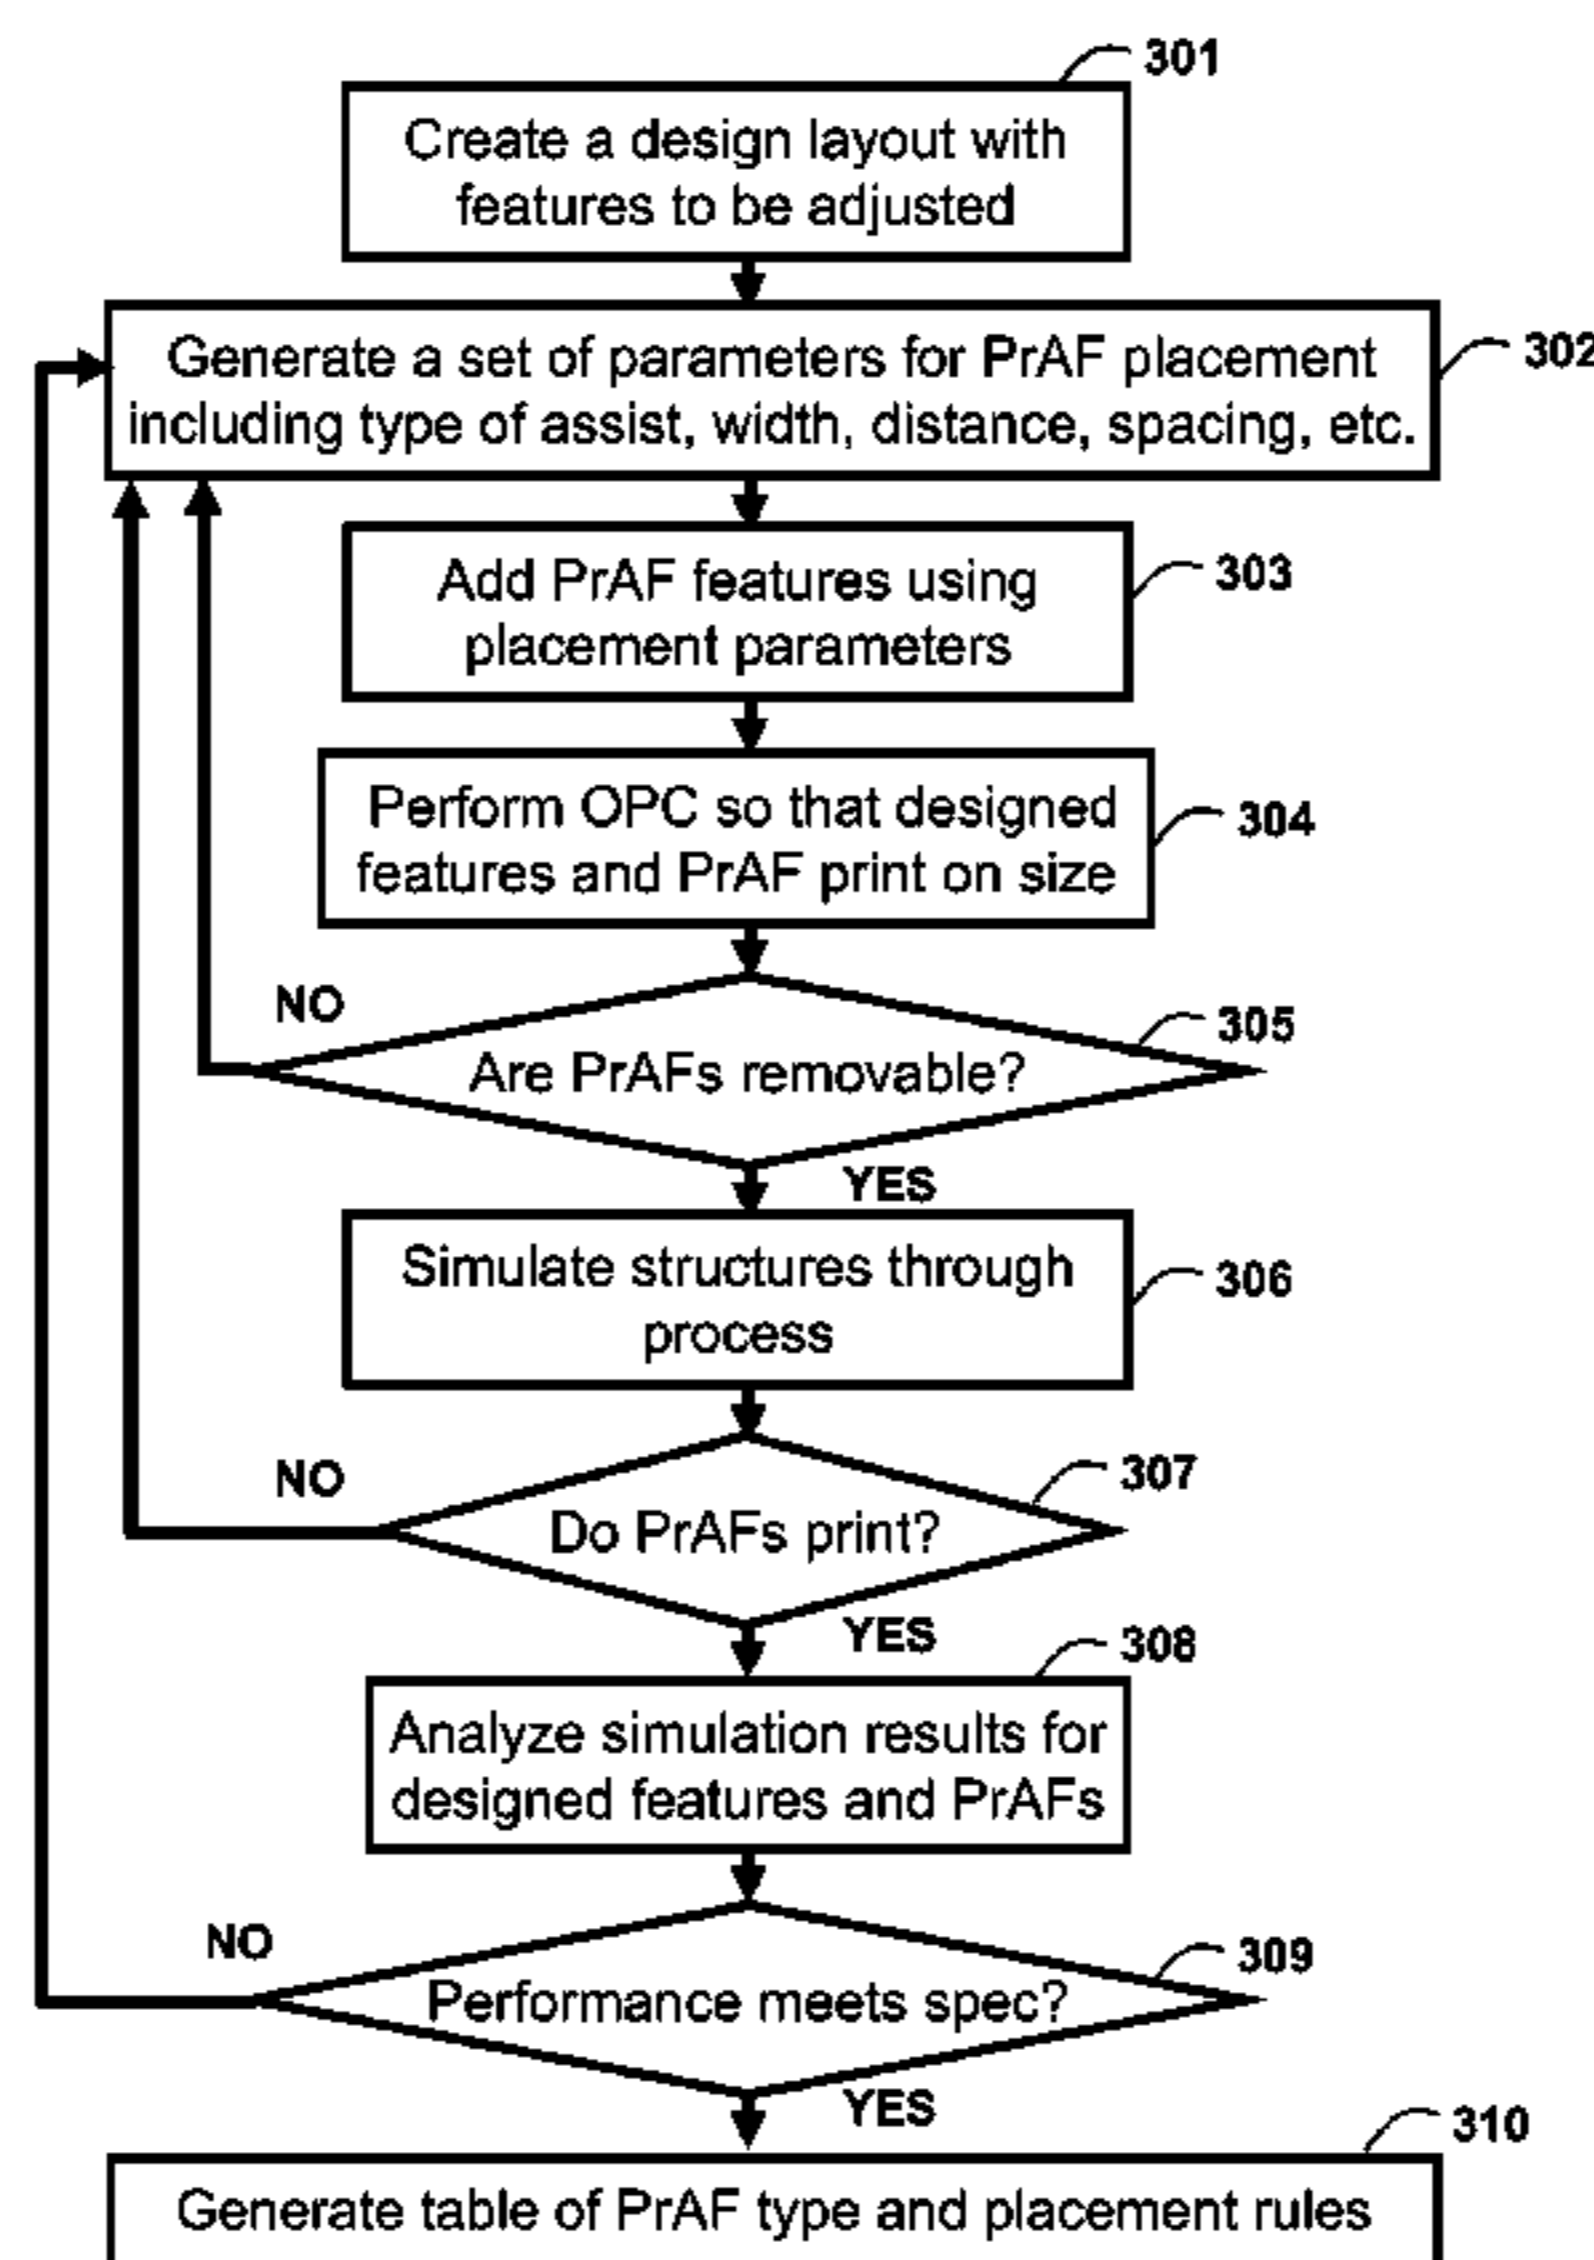 301
Create a design layout with
features to be adjusted
302
Generate a set of parameters for PrAF placement
including type of assist, width, distance, spacing, etc.
303
Add PrAF features using
placement parameters
304
Perform OPC so that designed
features and PrAF print on size
NO
305
Are PrAFs removable?
YES
306
Simulate structures through
process
NO
307
Do PrAFs print?
YES
308
Analyze simulation results for
designed features and PrAFs
NO
309
Performance meets spec?
YES
310
Generate table of PrAF type and placement rules